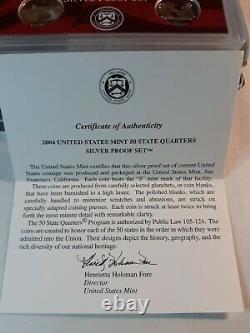 SILVER PROOF SET
Certificate of Authenticity
2004 UNITED STATES MINT 50 STATE QUARTERS
SILVER PROOF SET™
The United States Mint certifies that this silver proof set of current United
States coinage was produced and packaged at the United States Mint, San
Francisco, California. Each coin bears the "S" mint mark of that facility.
These coins are produced from carefully selected planchets, or coin blanks,
that have been burnished to a high luster. The polished blanks, which are
carefully handled to minimize scratches and abrasions, are struck on
specially adapted coining presses. Each coin is struck at least twice to bring
forth the most minute detail with remarkable clarity.
The 50 State Quarters® Program is authorized by Public Law 105-124. The
coins are created to honor each of the 50 states in the order in which they were
admitted into the Union. Their designs depict the history, geography, and the
rich diversity of our national heritage.
Henrietta Holsman Fore
Director
United States Mint